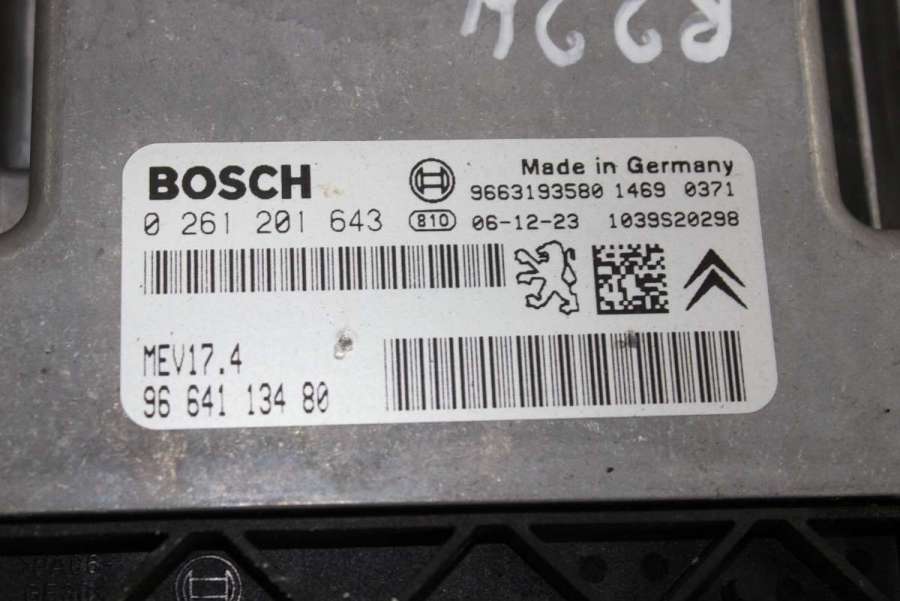 R22H
BOSCH
Made in Germany
9663193580 1469 0371
0 261 201 643 810 06-12-23 1039S20298
MEV17.4
96 641 134 80